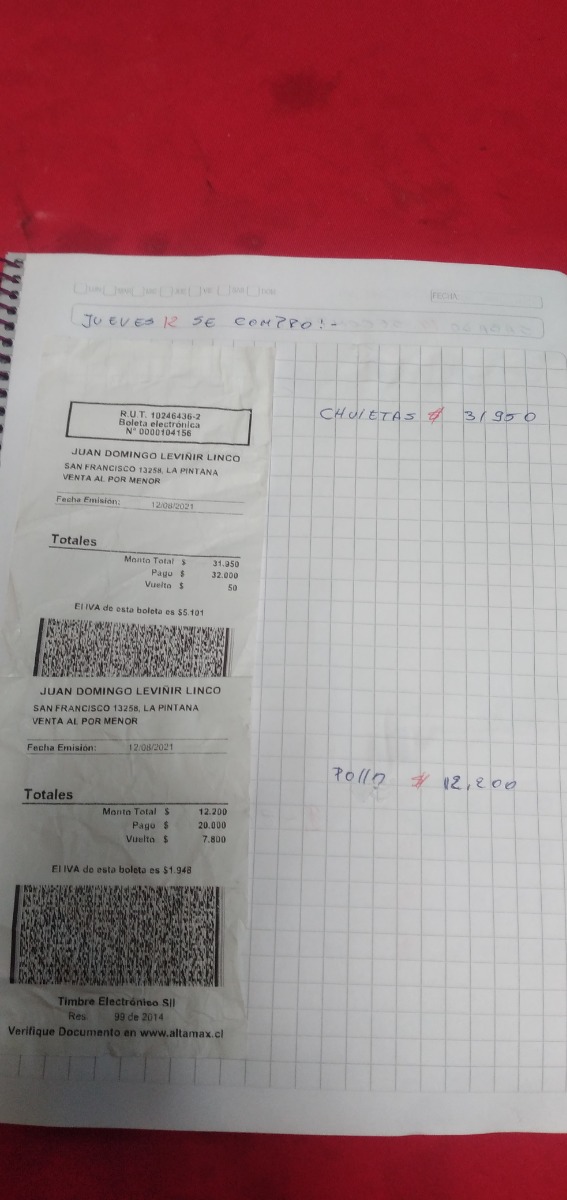 FECHA
JUEVES 12 SE COMPRO!-
R.U.T. 10246436-2
Boleta electrónica
N° 0000104156
JUAN DOMINGO LEVIÑIR LINCO
SAN FRANCISCO 13258, LA PINTANA
VENTA AL POR MENOR
Fecha Emisión: 12/08/2021
CHULETAS $ 31950
Totales
Monto Total $ 31.950
Pago $ 32.000
Vuelto $ 50
El IVA de esta boleta es $5.101
JUAN DOMINGO LEVIÑIR LINCO
SAN FRANCISCO 13258, LA PINTANA
VENTA AL POR MENOR
Fecha Emisión: 12/08/2021
POllO $ 12.200
Totales
Monto Total $ 12.200
Pago $ 20.000
Vuelto $ 7.800
El IVA de esta boleta es $1.948
Timbre Electrónico SII
Res. 99 de 2014
Verifique Documento en www.altamax.cl